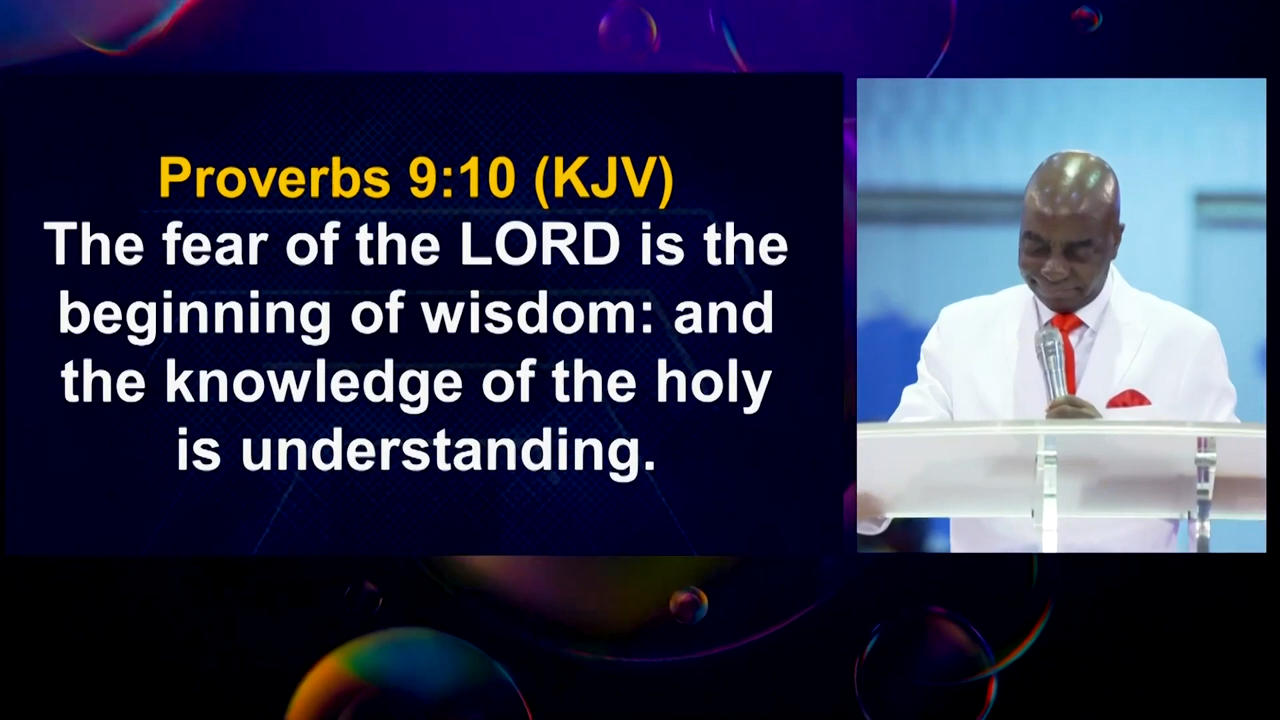 Proverbs 9:10 (KJV)
The fear of the LORD is the
beginning of wisdom: and
the knowledge of the holy
is understanding.